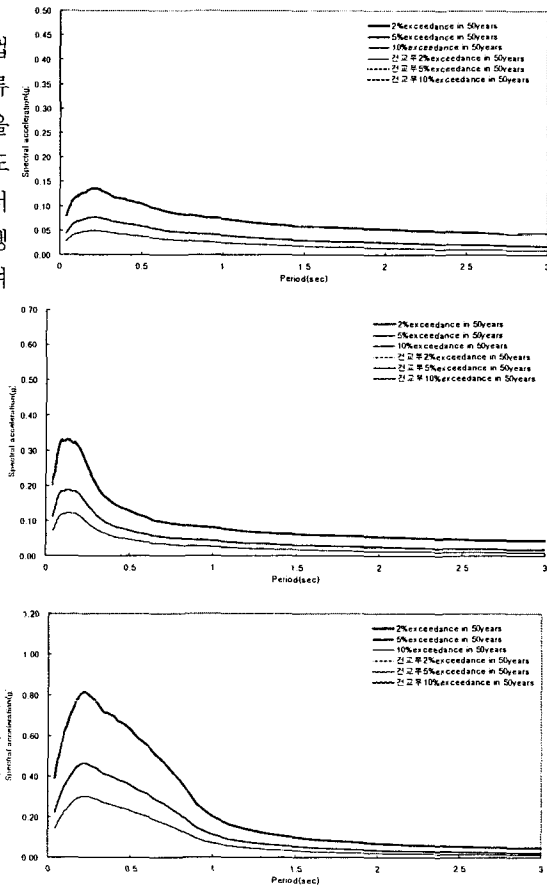 0.50
0.45
0.40
0.35
0.30
0.25
0.20
0.15
0.10
0.05
0.00
Spectral acceleration(g)
2%exceedance in 50years
5%exceedance in 50years
10%exceedance in 50years
건교부2%exceedance in 50years
건교부5%exceedance in 50years
건교부10%exceedance in 50years
0 0.5 1 1.5 2 2.5 3
Period(sec)
0.70
0.60
0.50
0.40
0.30
0.20
0.10
0.00
Spectral acceleration(g)
2%exceedance in 50years
5%exceedance in 50years
10%exceedance in 50years
건교부2%exceedance in 50years
건교부5%exceedance in 50years
건교부10%exceedance in 50years
0 0.5 1 1.5 2 2.5 3
Period(sec)
1.20
1.00
0.80
0.60
0.40
0.20
0.00
Spectral acceleration(g)
2%exceedance in 50years
5%exceedance in 50years
10%exceedance in 50years
건교부2%exceedance in 50years
건교부5%exceedance in 50years
건교부10%exceedance in 50years
0 0.5 1 1.5 2 2.5 3
Period(sec)